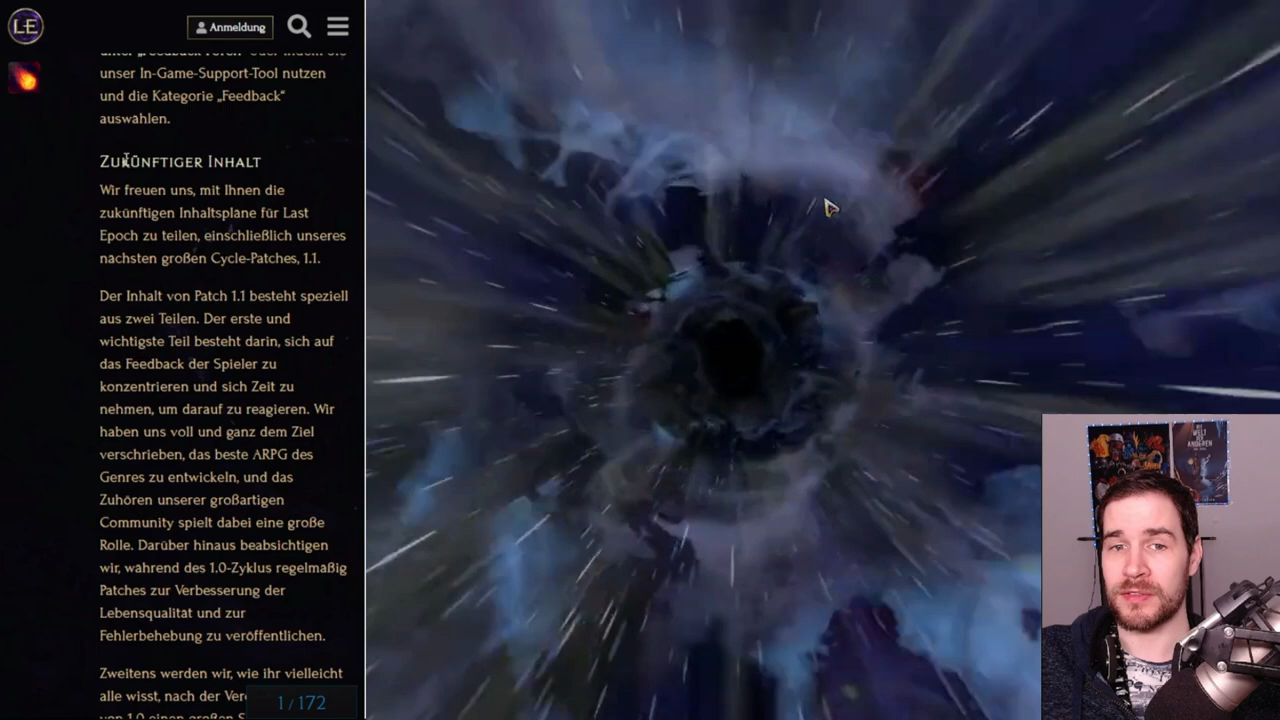 LE
Anmeldung
unser In-Game-Support-Tool nutzen
und die Kategorie „Feedback“
auswählen.
Zukünftiger Inhalt
Wir freuen uns, mit Ihnen die
zukünftigen Inhaltspläne für Last
Epoch zu teilen, einschließlich unseres
nächsten großen Cycle-Patches, 1.1.
Der Inhalt von Patch 1.1 besteht speziell
aus zwei Teilen. Der erste und
wichtigste Teil besteht darin, sich auf
das Feedback der Spieler zu
konzentrieren und sich Zeit zu
nehmen, um darauf zu reagieren. Wir
haben uns voll und ganz dem Ziel
verschrieben, das beste ARPG des
Genres zu entwickeln, und das
Zuhören unserer großartigen
Community spielt dabei eine große
Rolle. Darüber hinaus beabsichtigen
wir, während des 1.0-Zyklus regelmäßig
Patches zur Verbesserung der
Lebensqualität und zur
Fehlerbehebung zu veröffentlichen.
Zweitens werden wir, wie ihr vielleicht
alle wisst, nach der
1 / 172
WELT
DER
ANDEREN